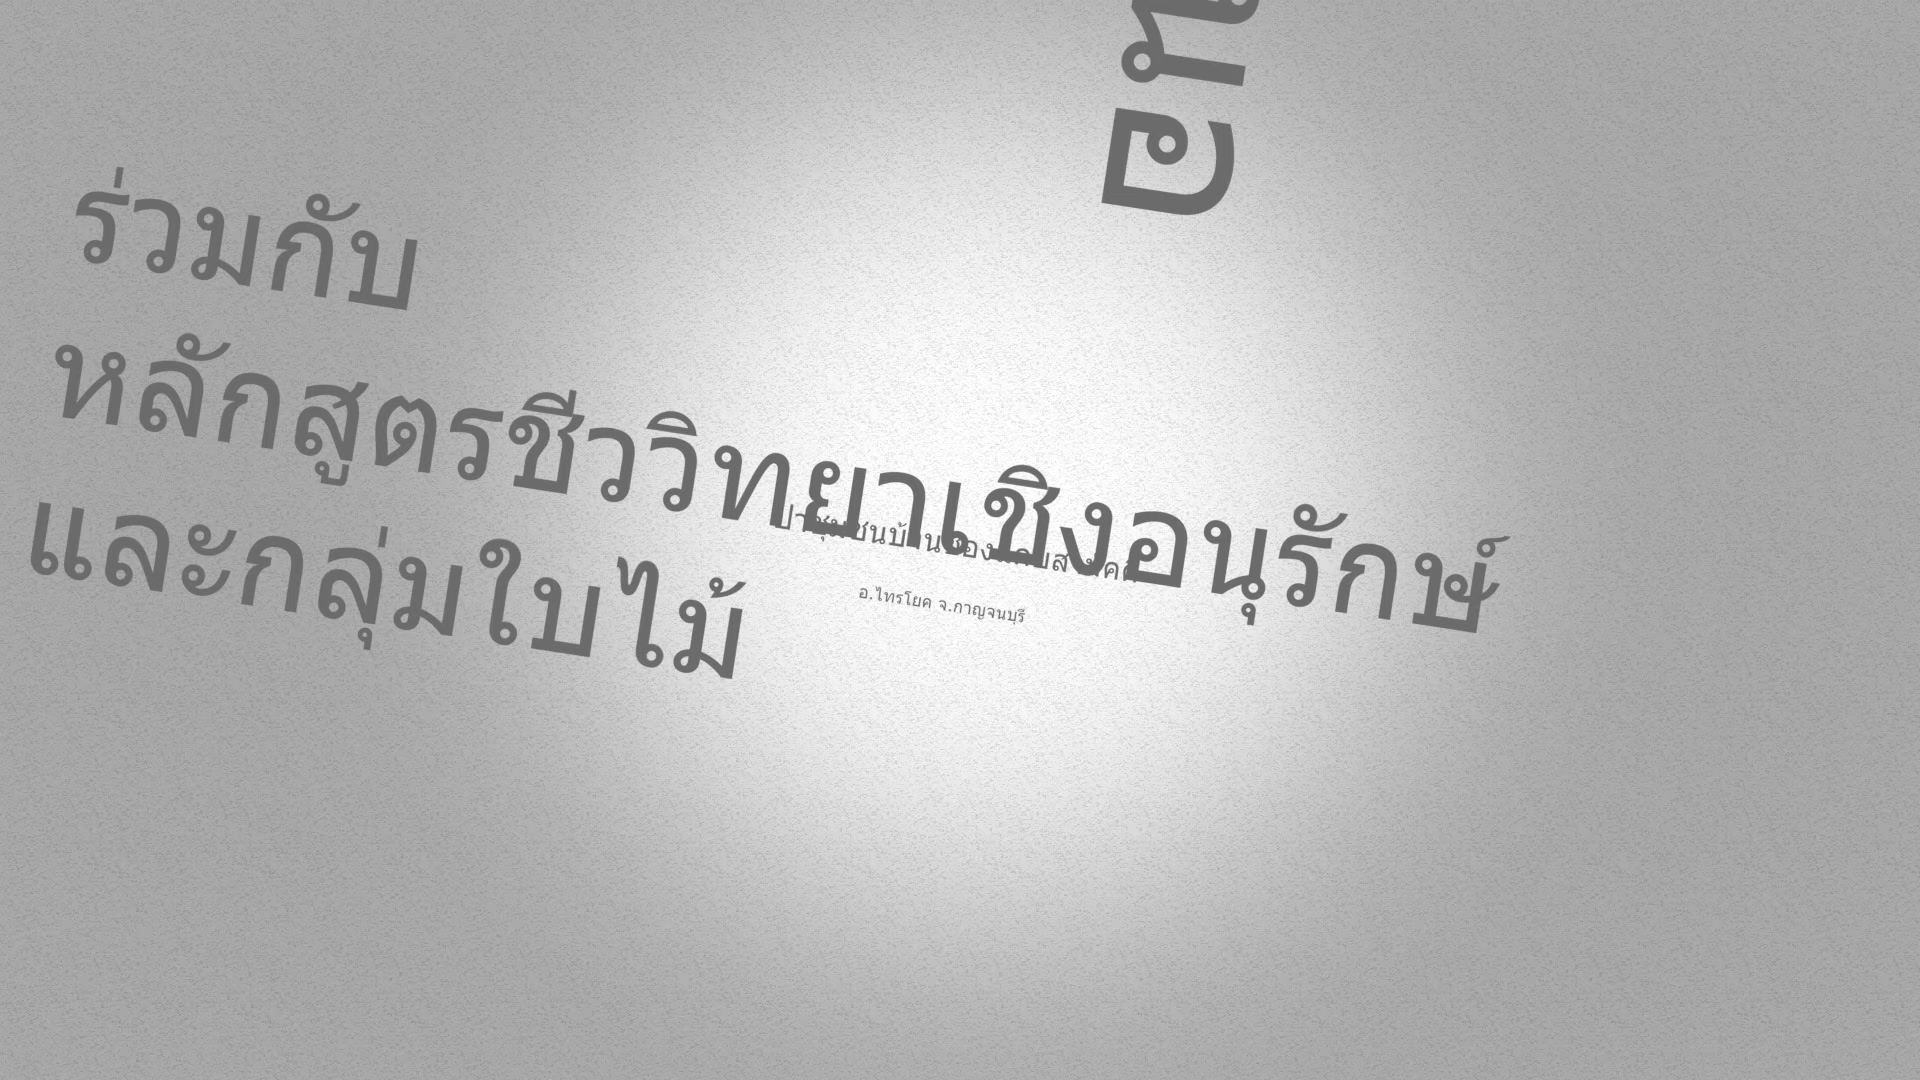 ร่วมกับ
หลักสูตรชีววิทยาเชิงอนุรักษ์
และกลุ่มใบไม้
อ.ไทรโยค จ.กาญจนบุรี